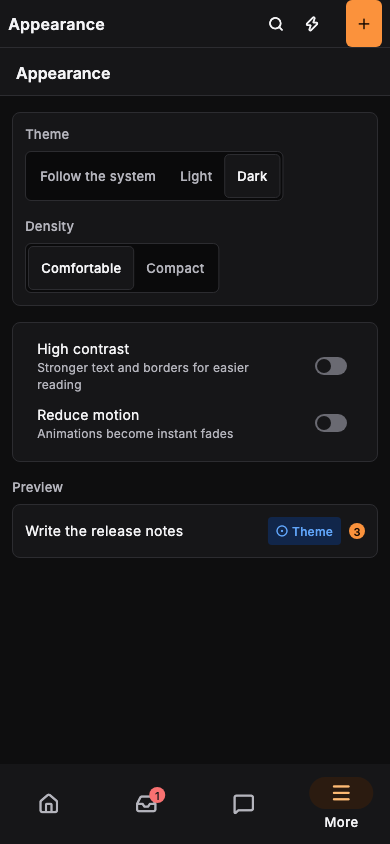 Appearance
Appearance
Theme
Follow the system Light Dark
Density
Comfortable Compact
High contrast
Stronger text and borders for easier
reading
Reduce motion
Animations become instant fades
Preview
Write the release notes Theme 3
1
More